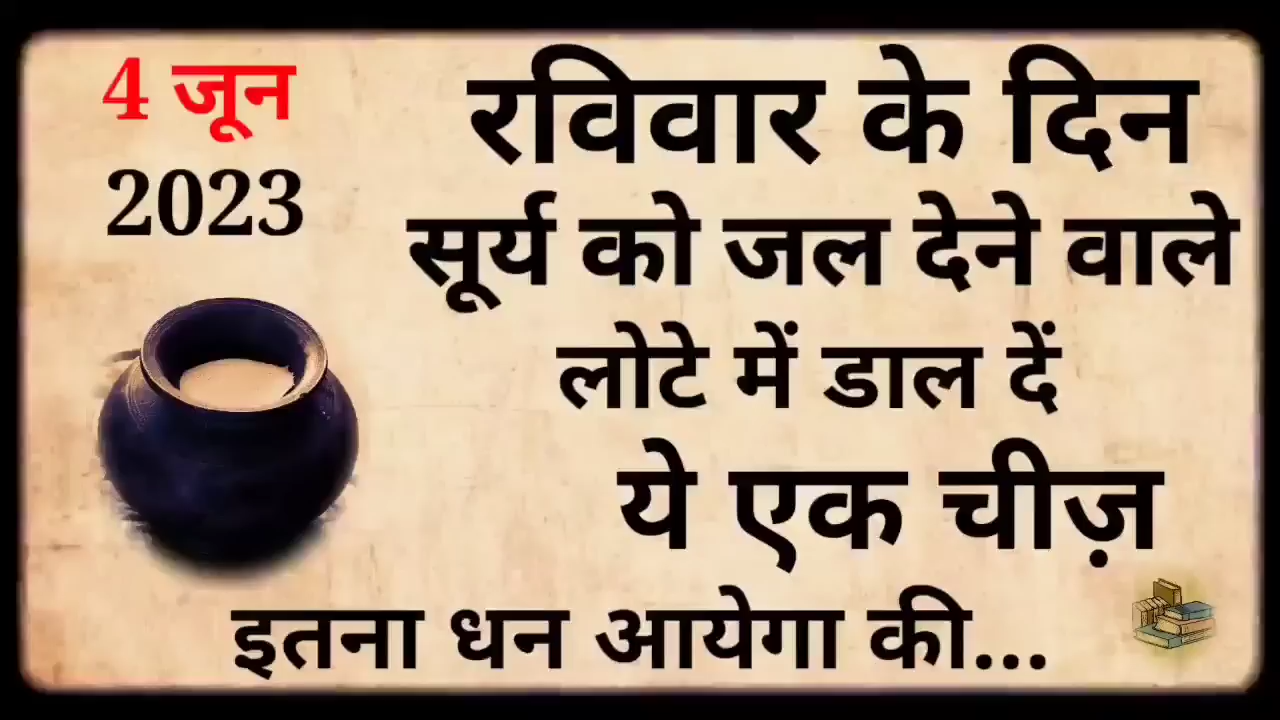 4 जून
2023
रविवार के दिन
सूर्य को जल देने वाले
लोटे में डाल दें
ये एक चीज़
इतना धन आयेगा की...